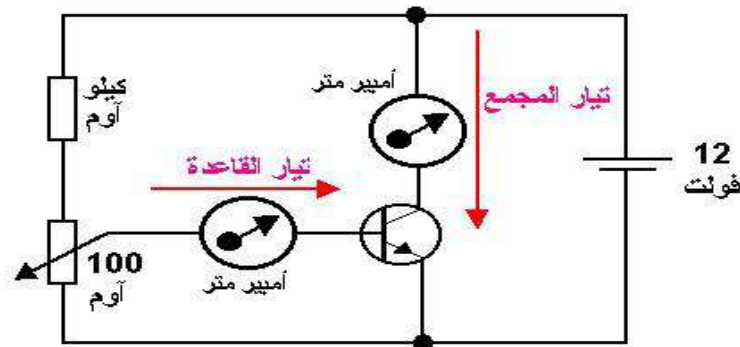 كيلو
آوم
أمبير متر
تيار المجمع
تيار القاعدة
12
فولت
100
آوم
أمبير متر